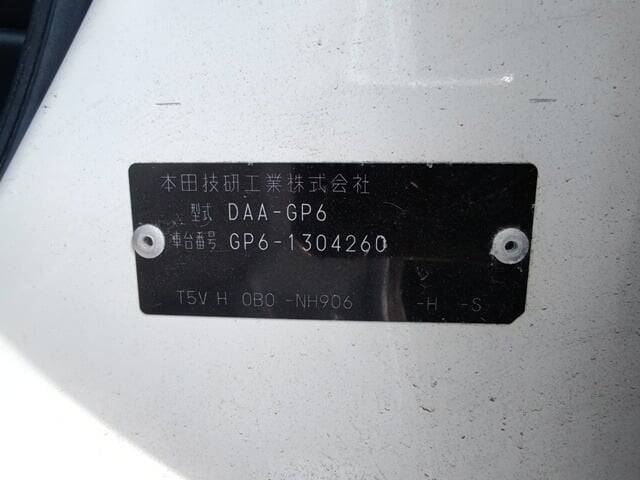 本田技研工業株式会社
型式 DAA-GP6
車台番号 GP6-1304260
T5V H 0B0 -NH906 -H -S